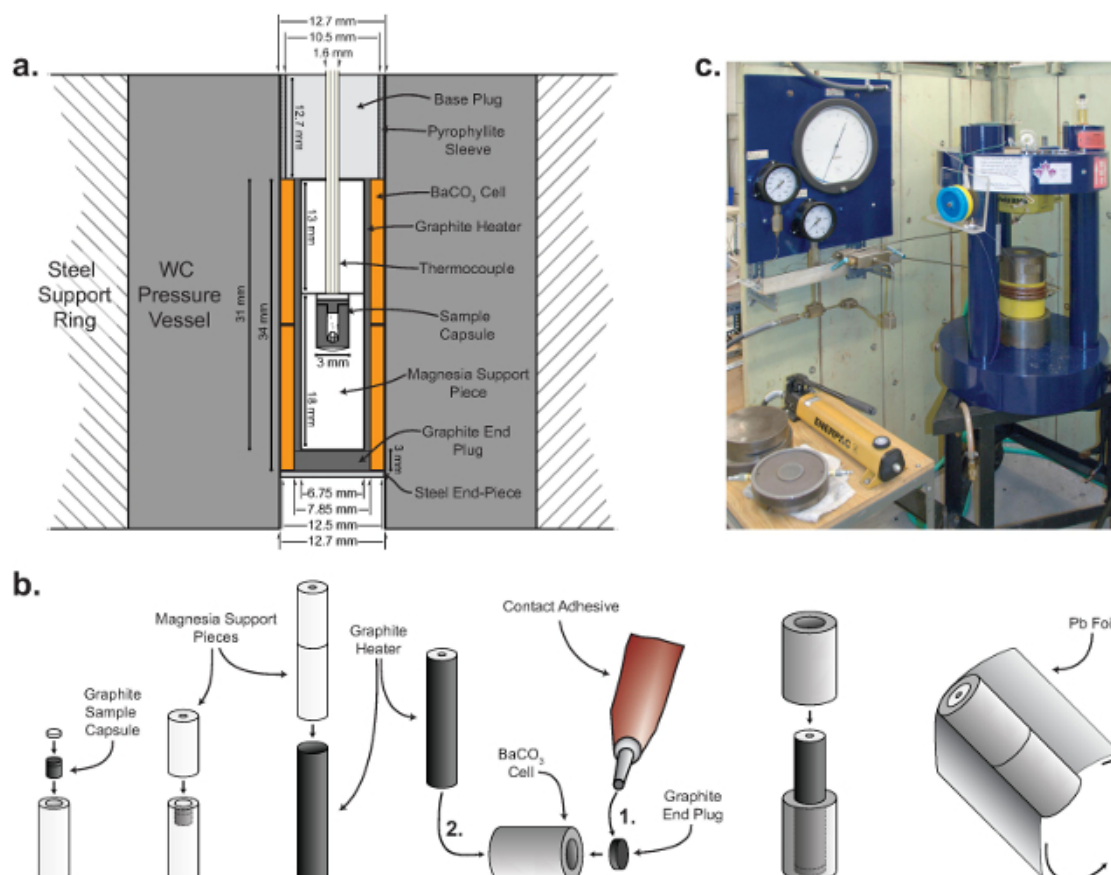 a.
12.7 mm
10.5 mm
1.6 mm
12.7 mm
Base Plug
Pyrophyllite
Sleeve
BaCO₃ Cell
Graphite Heater
Thermocouple
Sample
Capsule
Magnesia Support
Piece
Graphite End
Plug
Steel End-Piece
Steel
Support
Ring
WC
Pressure
Vessel
31 mm
34 mm
13 mm
3 mm
18 mm
3 mm
6.75 mm
7.85 mm
12.5 mm
12.7 mm
c.
ENERPAC
b.
Magnesia Support
Pieces
Graphite
Sample
Capsule
Graphite
Heater
Contact Adhesive
BaCO₃
Cell
1.
2.
Graphite
End Plug
Pb Foi